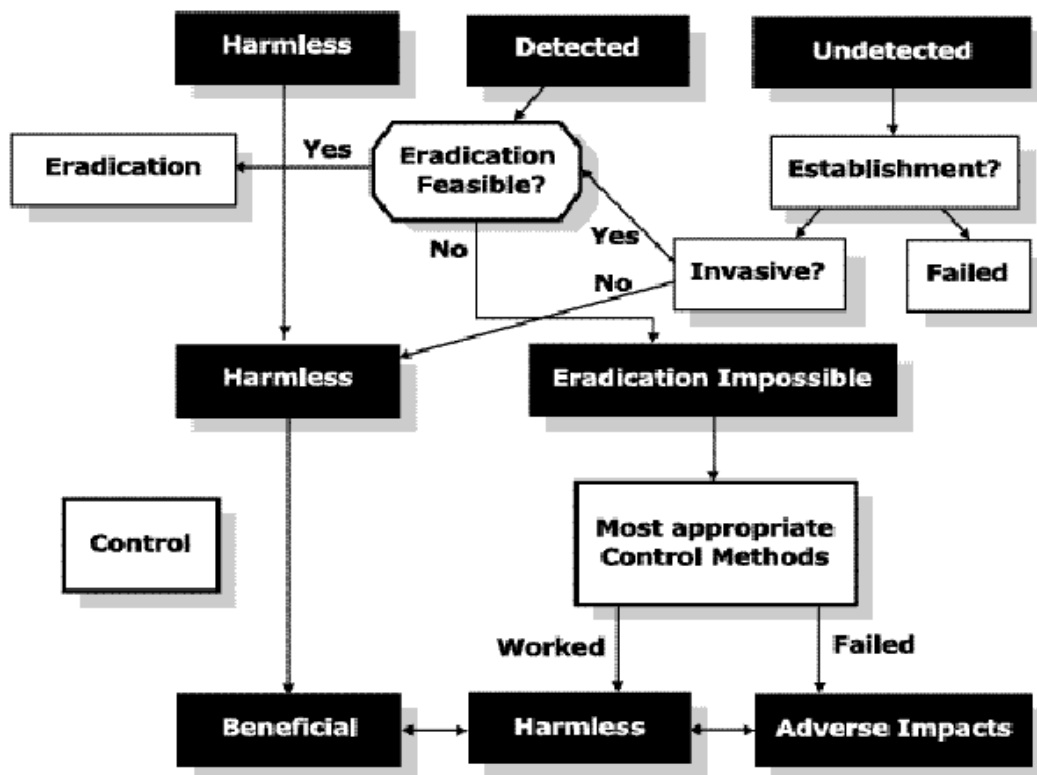 Harmless
Detected
Undetected
Eradication
Yes
Eradication
Feasible?
Establishment?
No
Yes
No
Invasive?
Failed
Harmless
Eradication Impossible
Control
Most appropriate
Control Methods
Worked
Failed
Beneficial
Harmless
Adverse Impacts